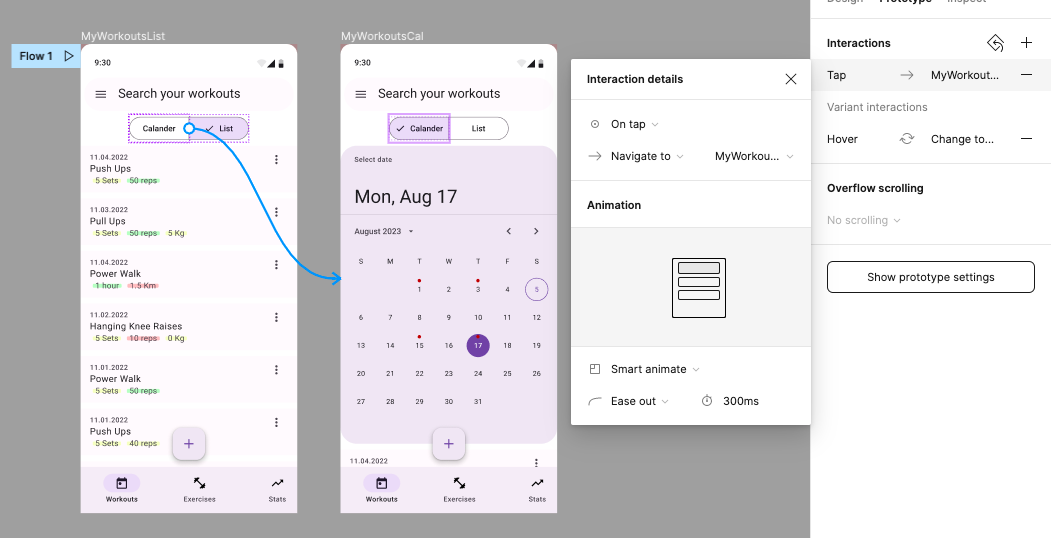 MyWorkoutsList
Flow 1
9:30
Search your workouts
Calander
List
11.04.2022
Push Ups
5 Sets 50 reps
11.03.2022
Pull Ups
5 Sets 50 reps 5 Kg
11.04.2022
Power Walk
1 hour 1.5 Km
11.02.2022
Hanging Knee Raises
5 Sets 10 reps 0 Kg
11.01.2022
Power Walk
5 Sets 50 reps
11.01.2022
Push Ups
5 Sets 40 reps
+
Workouts Exercises Stats
MyWorkoutsCal
9:30
Search your workouts
Calander
List
Select date
Mon, Aug 17
August 2023
S M T W T F S
1 2 3 4 5
6 7 8 9 10 11 12
13 14 15 16 17 18 19
20 21 22 23 24 25 26
27 28 29 30 31
+
11.04.2022
Workouts Exercises Stats
Interaction details
On tap
Navigate to MyWorkou...
Animation
Smart animate
Ease out 300ms
Design Prototype Inspect
Interactions
Tap MyWorkout...
Variant interactions
Hover Change to...
Overflow scrolling
No scrolling
Show prototype settings